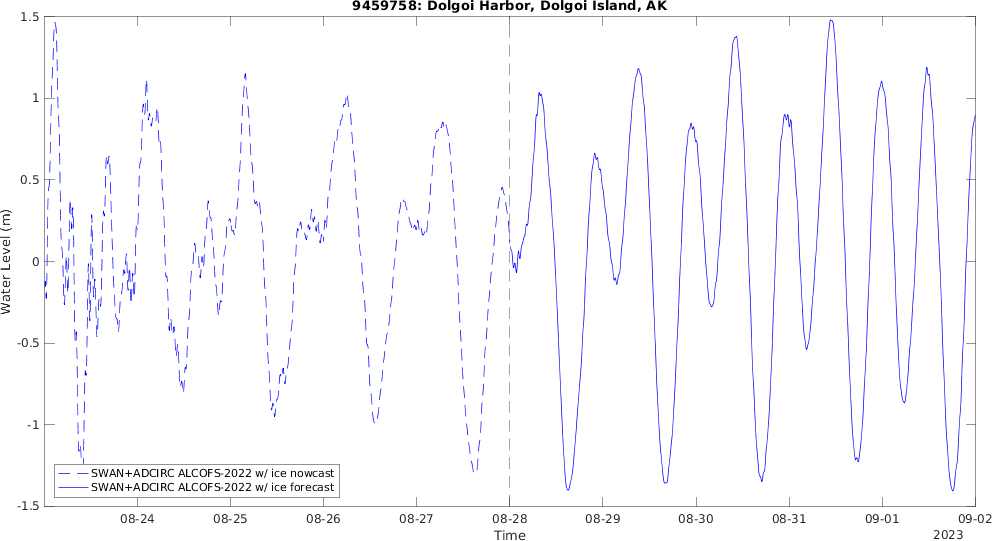 9459758: Dolgoi Harbor, Dolgoi Island, AK
1.5
1
0.5
0
-0.5
-1
-1.5
Water Level (m)
SWAN+ADCIRC ALCOFS-2022 w/ ice nowcast
SWAN+ADCIRC ALCOFS-2022 w/ ice forecast
08-24 08-25 08-26 08-27 08-28 08-29 08-30 08-31 09-01 09-02
Time
2023